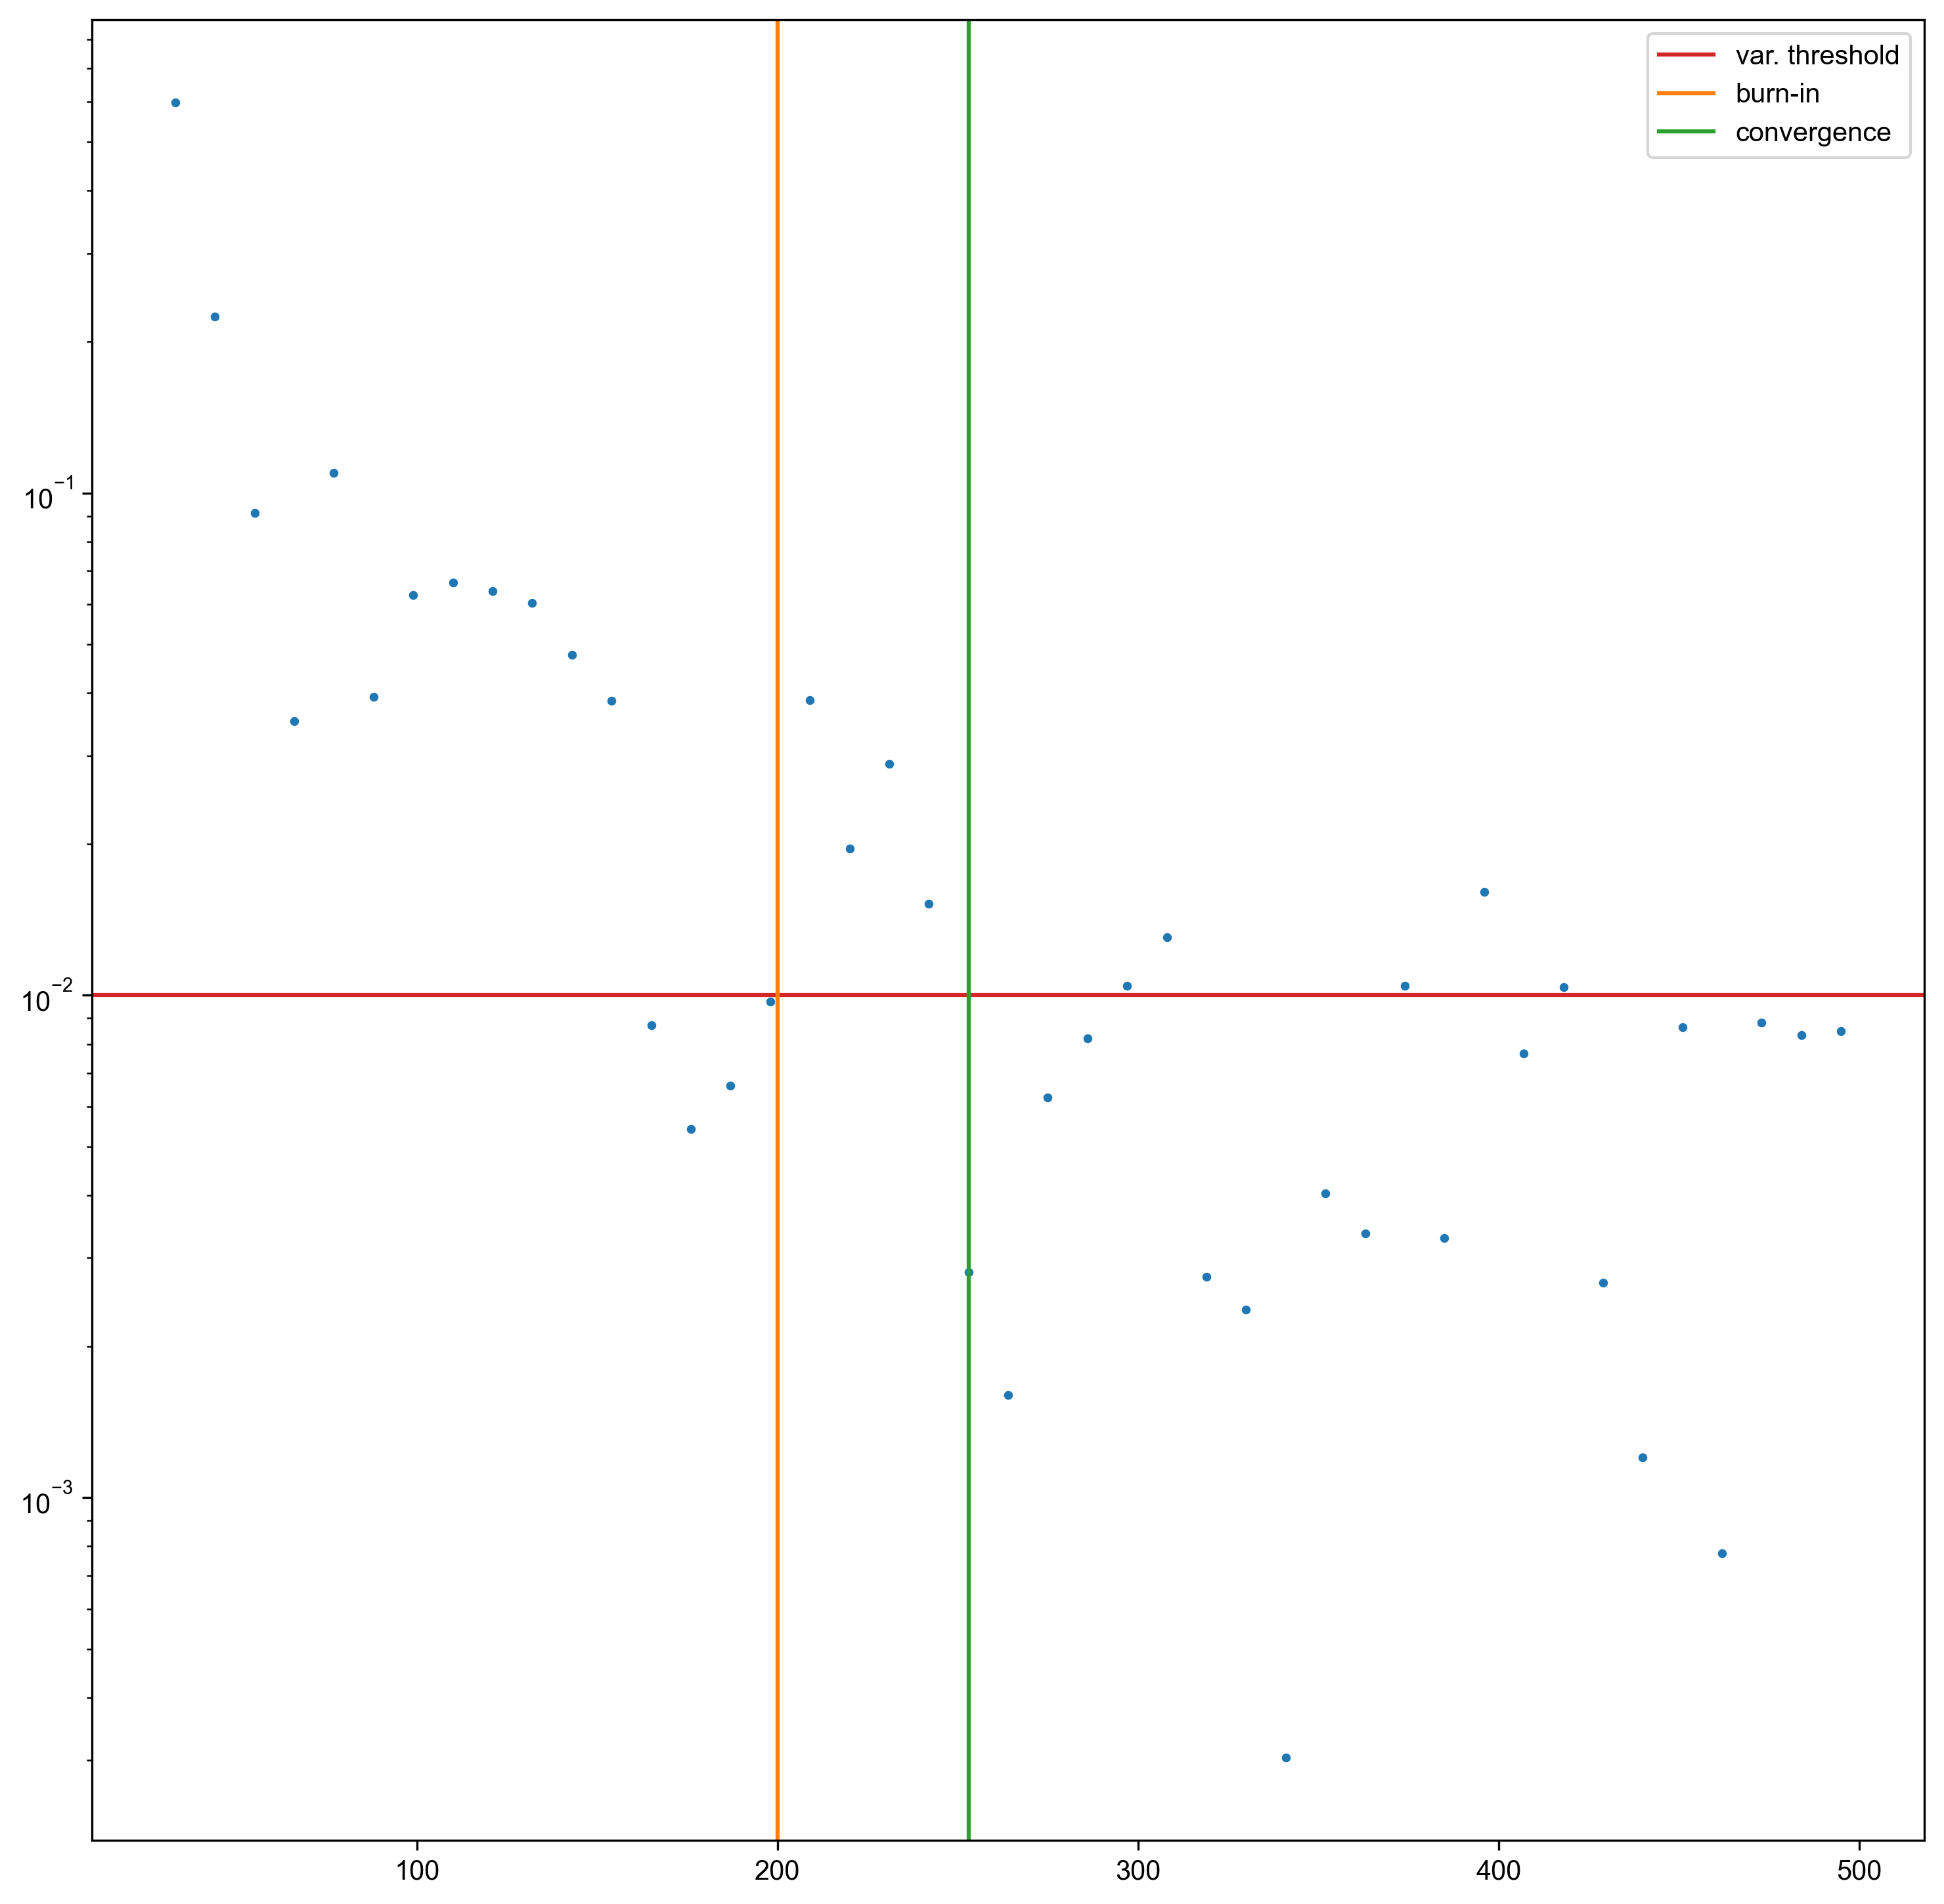 var. threshold
burn-in
convergence
10⁻¹
10⁻²
10⁻³
100 200 300 400 500